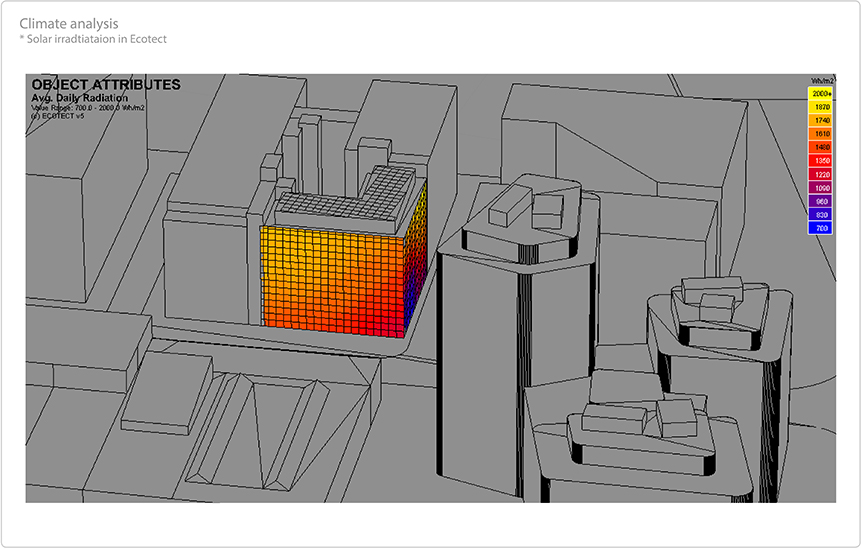 Climate analysis
* Solar irradtiataion in Ecotect
OBJECT ATTRIBUTES
Avg. Daily Radiation
Value Range: 700.0 - 2000.0 Wh/m2
(c) ECOTECT v5
Wh/m2
2000+
1870
1740
1610
1480
1350
1220
1090
960
830
700